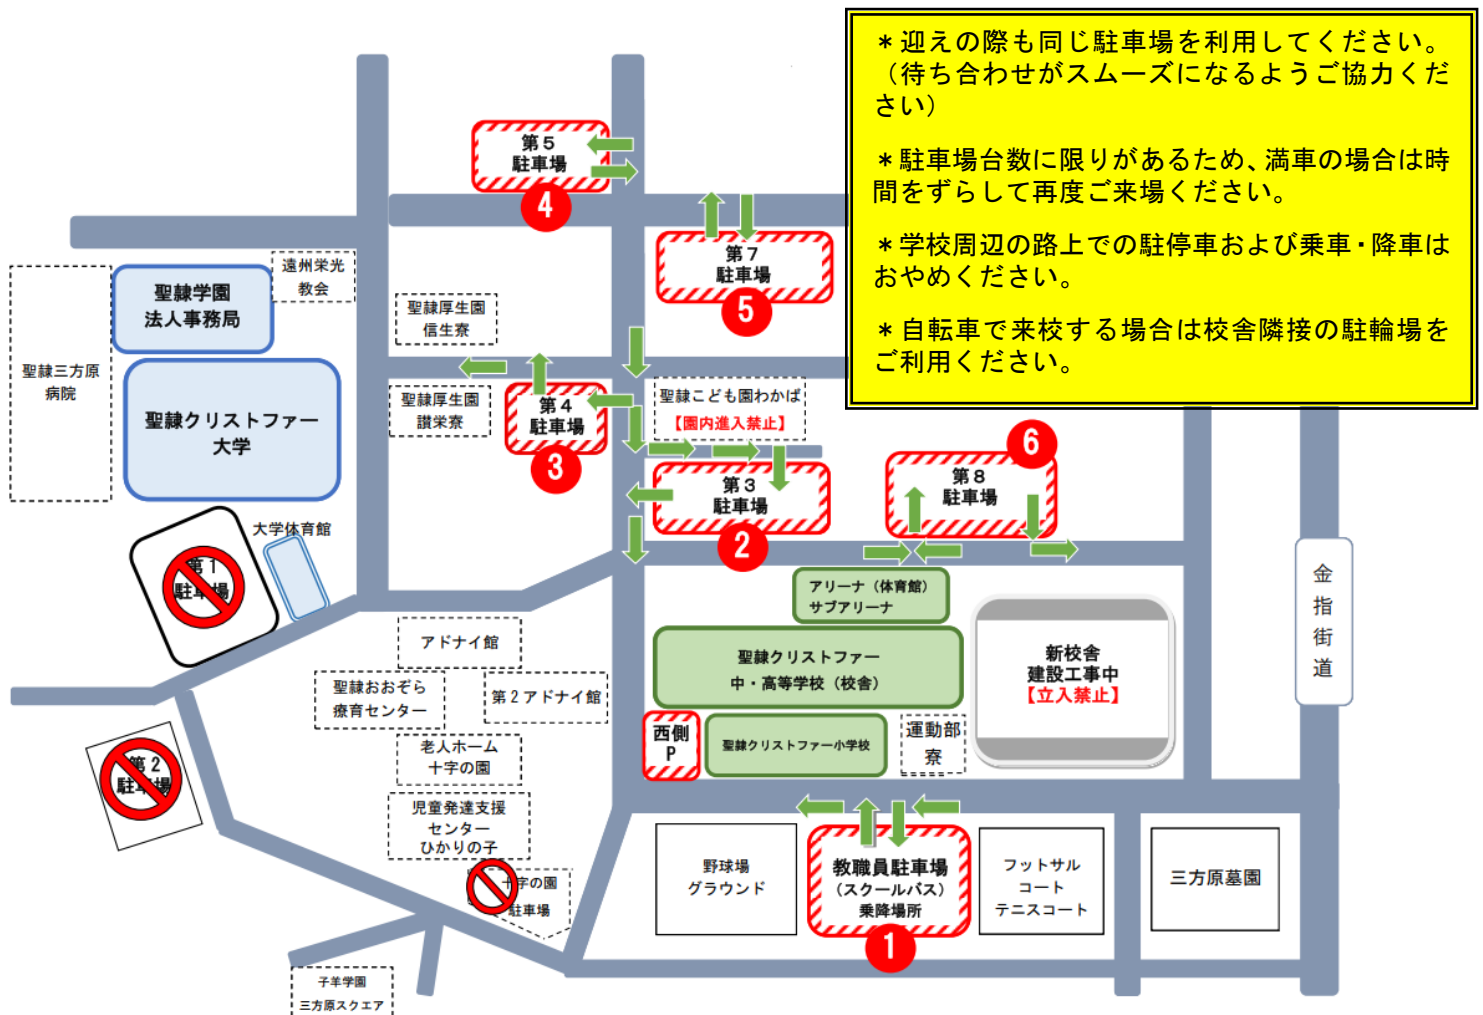 ＊迎えの際も同じ駐車場を利用してください。
（待ち合わせがスムーズになるようご協力くだ
さい）
＊駐車場台数に限りがあるため、満車の場合は時
間をずらして再度ご来場ください。
＊学校周辺の路上での駐停車および乗車・降車は
おやめください。
＊自転車で来校する場合は校舎隣接の駐輪場を
ご利用ください。
第５
駐車場
4
第７
駐車場
5
遠州栄光
教会
聖隷学園
法人事務局
聖隷厚生園
信生寮
聖隷三方原
病院
聖隷クリストファー
大学
聖隷厚生園
讃栄寮
第４
駐車場
3
聖隷こども園わかば
【園内進入禁止】
6
第８
駐車場
第３
駐車場
2
大学体育館
第１
駐車場
金指街道
アリーナ（体育館）
サブアリーナ
アドナイ館
聖隷クリストファー
中・高等学校（校舎）
新校舎
建設工事中
【立入禁止】
聖隷おおぞら
療育センター
第２アドナイ館
西側
P
聖隷クリストファー小学校
運動部
寮
老人ホーム
十字の園
第２
駐車場
児童発達支援
センター
ひかりの子
十字の園
駐車場
野球場
グラウンド
教職員駐車場
（スクールバス）
乗降場所
1
フットサル
コート
テニスコート
三方原墓園
子羊学園
三方原スクエア